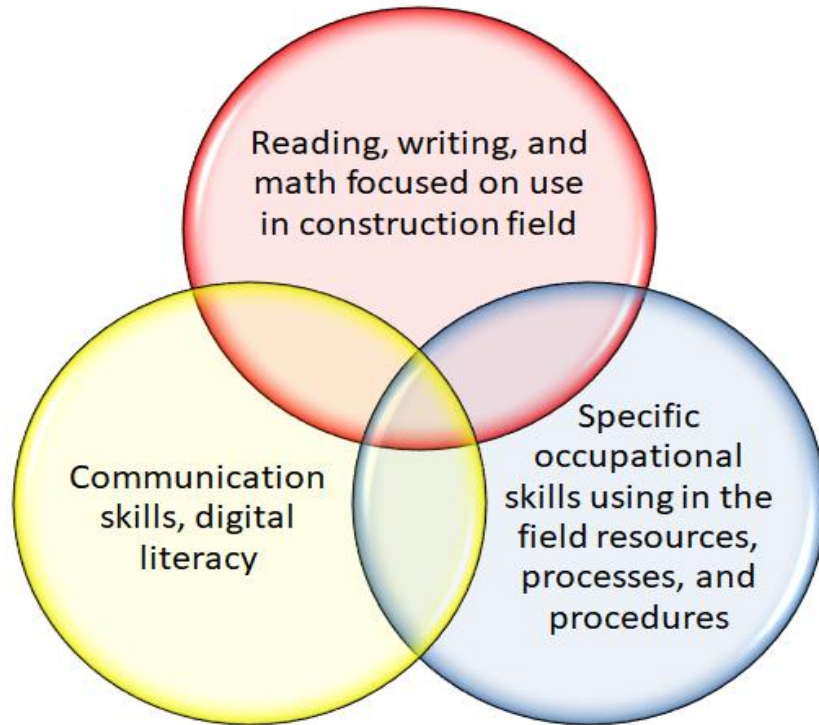 Reading, writing, and
math focused on use
in construction field
Communication
skills, digital
literacy
Specific
occupational
skills using in the
field resources,
processes, and
procedures